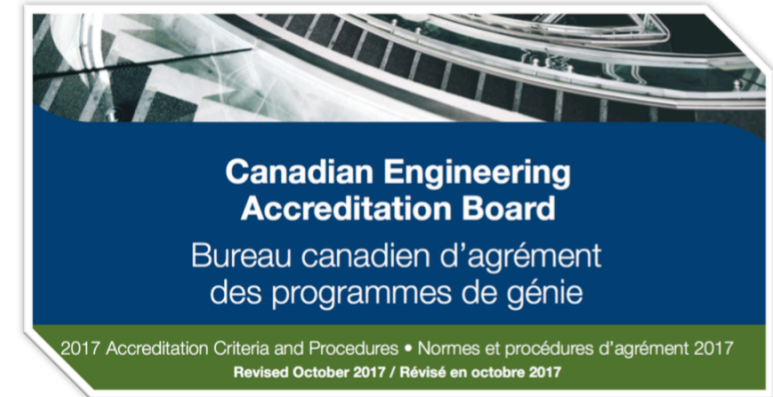 Canadian Engineering
Accreditation Board
Bureau canadien d’agrément
des programmes de génie
2017 Accreditation Criteria and Procedures • Normes et procédures d’agrément 2017
Revised October 2017 / Révisé en octobre 2017